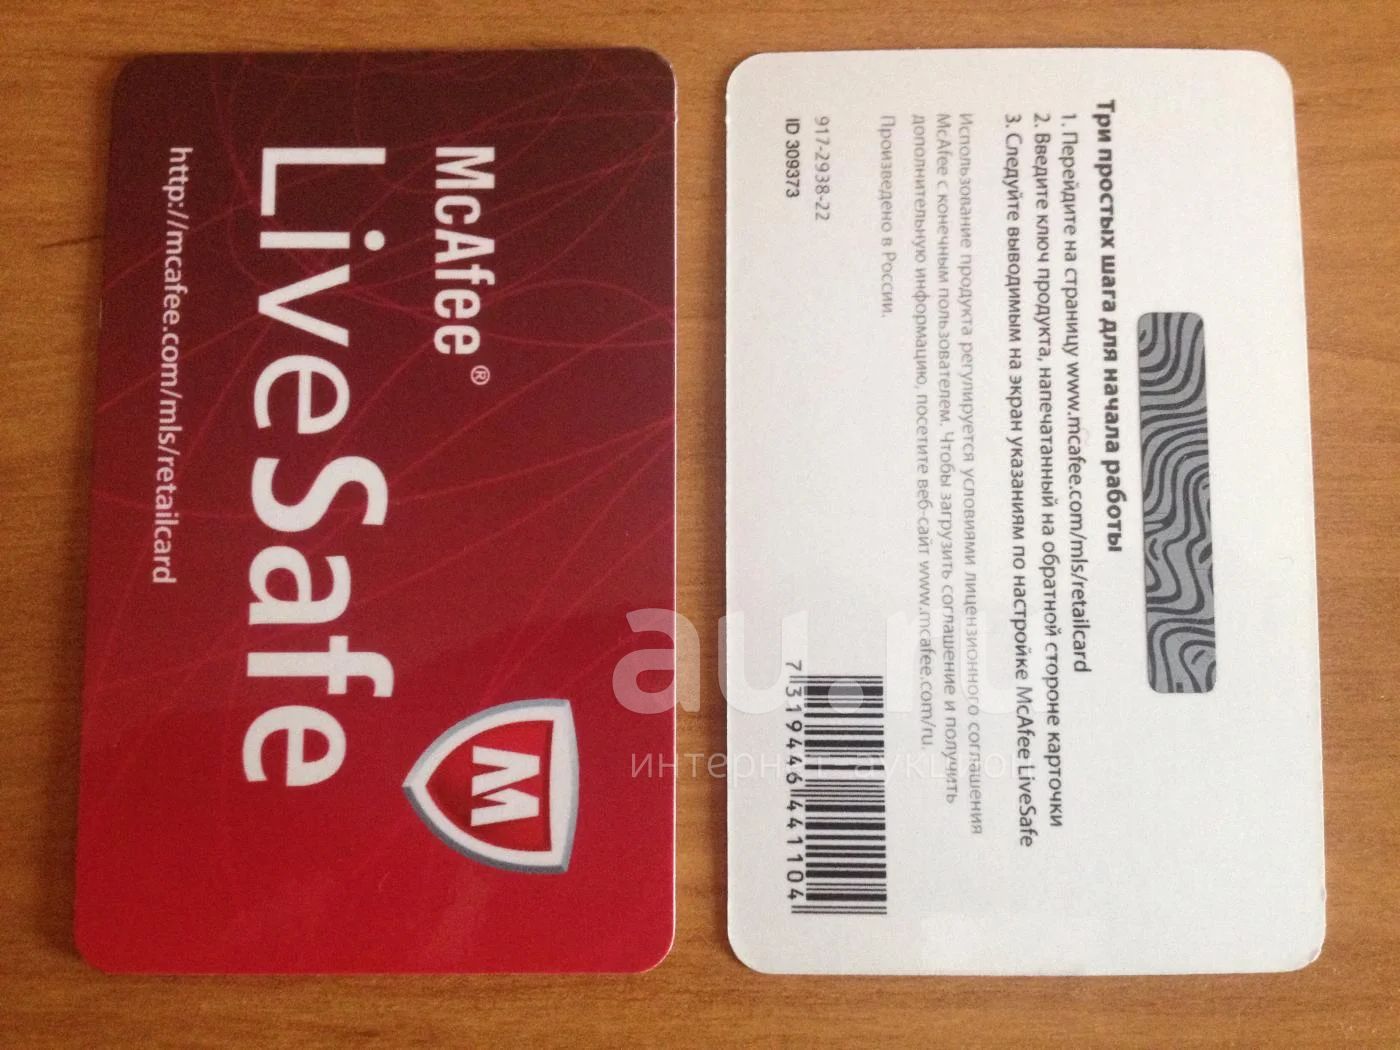 McAfee®
LiveSafe
http://mcafee.com/mls/retailcard
M
Три простых шага для начала работы
1. Перейдите на страницу www.mcafee.com/mls/retailcard
2. Введите ключ продукта, напечатанный на обратной стороне карточки
3. Следуйте выводимым на экран указаниям по настройке McAfee LiveSafe
Использование продукта регулируется условиями лицензионного соглашения
McAfee с конечным пользователем. Чтобы загрузить соглашение и получить
дополнительную информацию, посетите веб-сайт www.mcafee.com/ru.
Произведено в России.
917-2938-22
ID 309373
7319446441104
au.ru
интернет аукцион